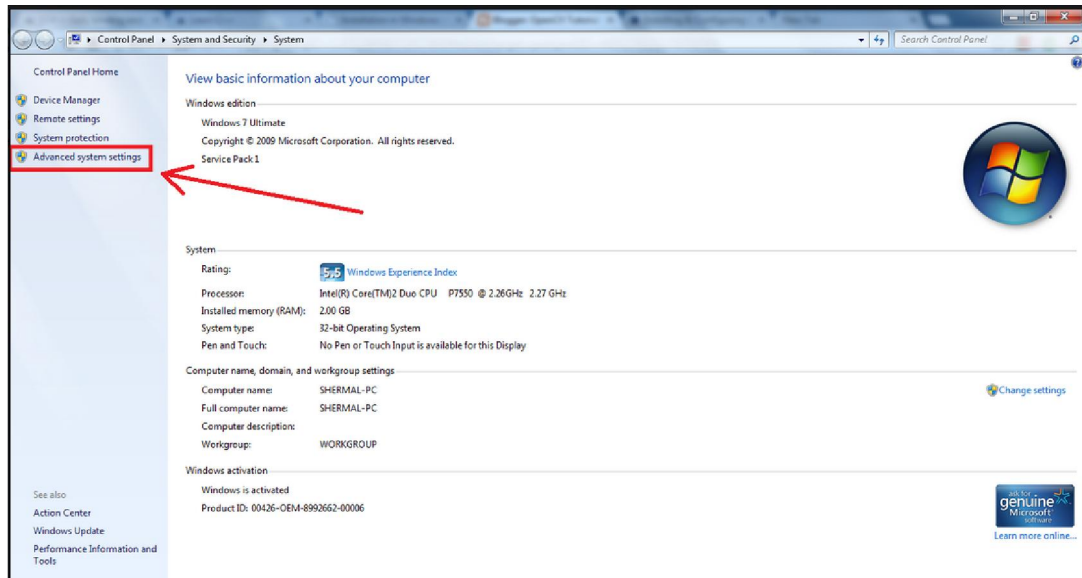 Control Panel System and Security System
Search Control Panel
Control Panel Home
Device Manager
Remote settings
System protection
Advanced system settings
View basic information about your computer
Windows edition
Windows 7 Ultimate
Copyright © 2009 Microsoft Corporation. All rights reserved.
Service Pack 1
System
Rating: 5,5 Windows Experience Index
Processor: Intel(R) Core(TM)2 Duo CPU P7550 @ 2.26GHz 2.27 GHz
Installed memory (RAM): 2.00 GB
System type: 32-bit Operating System
Pen and Touch: No Pen or Touch Input is available for this Display
Computer name, domain, and workgroup settings
Computer name: SHERMAL-PC
Change settings
Full computer name: SHERMAL-PC
Computer description:
Workgroup: WORKGROUP
Windows activation
Windows is activated
Product ID: 00426-OEM-8992662-00006
ask for
genuine
Microsoft
software
Learn more online...
See also
Action Center
Windows Update
Performance Information and
Tools